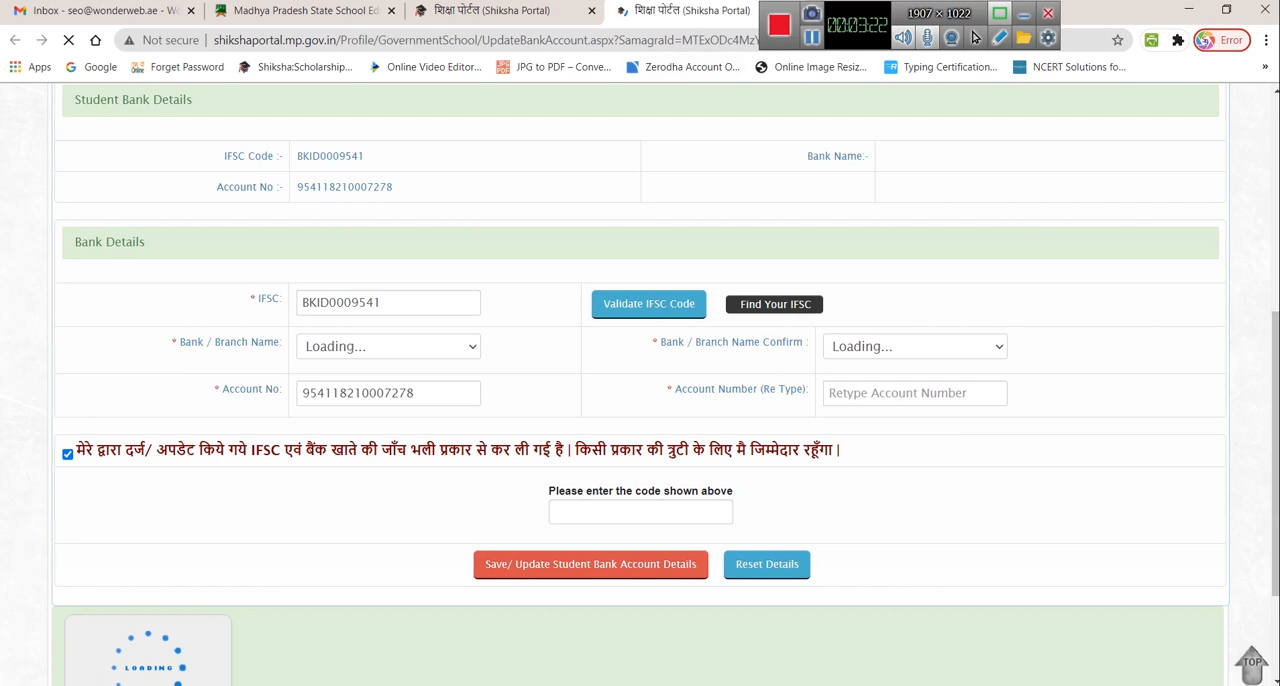 Inbox - seo@wonderweb.ae - Wo
Madhya Pradesh State School Ed
शिक्षा पोर्टल (Shiksha Portal)
शिक्षा पोर्टल (Shiksha Portal)
00:03:22
1907 × 1022
Not secure
shikshaportal.mp.gov.in/Profile/GovernmentSchool/UpdateBankAccount.aspx?SamagraId=MTExODc4Mz
Error
Apps
Google
Forget Password
Shiksha:Scholarship...
Online Video Editor...
JPG to PDF – Conve...
Zerodha Account O...
Online Image Resiz...
Typing Certification...
NCERT Solutions fo...
»
Student Bank Details
IFSC Code :- BKID0009541 Bank Name:-
Account No :- 954118210007278
Bank Details
* IFSC: BKID0009541 Validate IFSC Code Find Your IFSC
* Bank / Branch Name: Loading... * Bank / Branch Name Confirm : Loading...
* Account No: 954118210007278 * Account Number (Re Type): Retype Account Number
मेरे द्वारा दर्ज/ अपडेट किये गये IFSC एवं बैंक खाते की जाँच भली प्रकार से कर ली गई है | किसी प्रकार की त्रुटी के लिए मै जिम्मेदार रहूँगा |
Please enter the code shown above
Save/ Update Student Bank Account Details Reset Details
LOADING
TOP